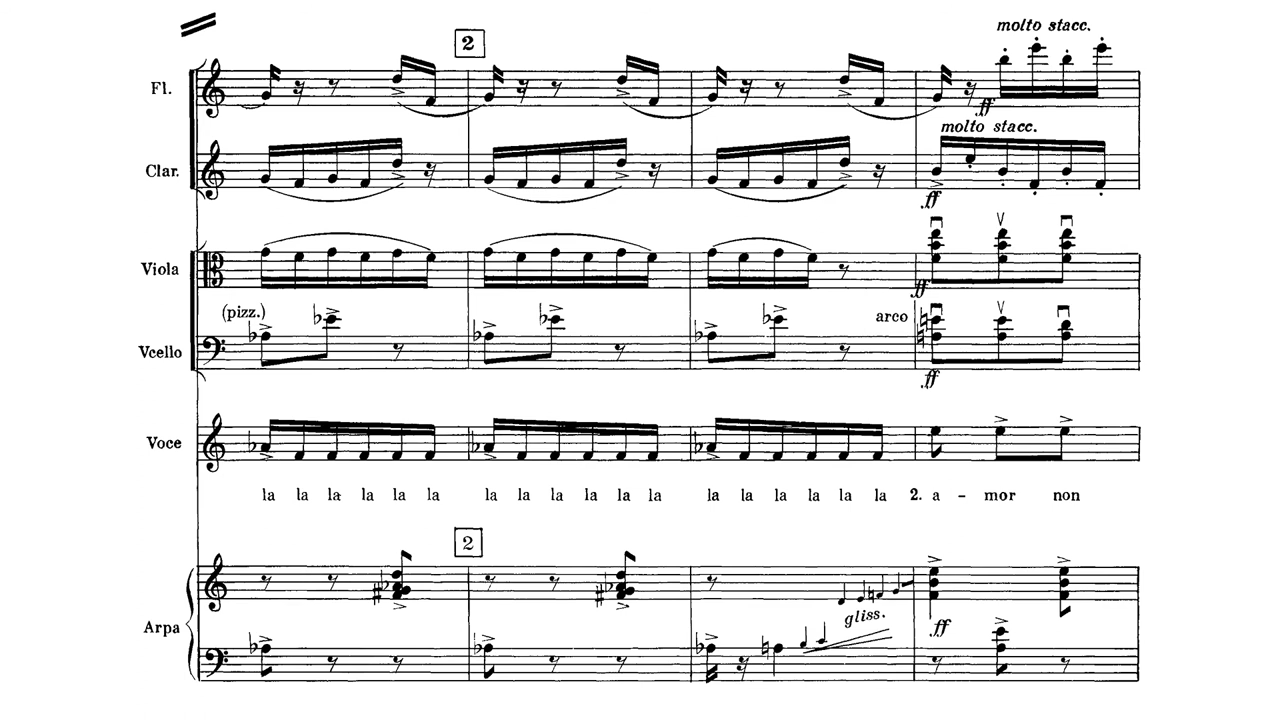 molto stacc.
2
Fl.
ff
molto stacc.
Clar.
ff
Viola
ff
(pizz.)
arco
Vcello
ff
Voce
la la la la la la la la la la la la la la la la la la 2. a - mor non
2
gliss.
ff
Arpa